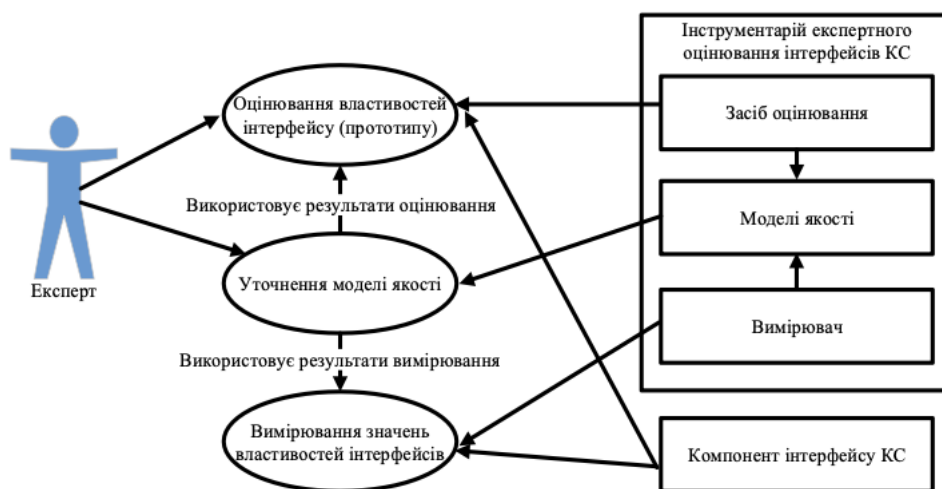 Інструментарій експертного
оцінювання інтерфейсів КС
Оцінювання властивостей
інтерфейсу (прототипу)
Засіб оцінювання
Використовує результати оцінювання
Моделі якості
Експерт
Уточнення моделі якості
Вимірювач
Використовує результати вимірювання
Вимірювання значень
властивостей інтерфейсів
Компонент інтерфейсу КС